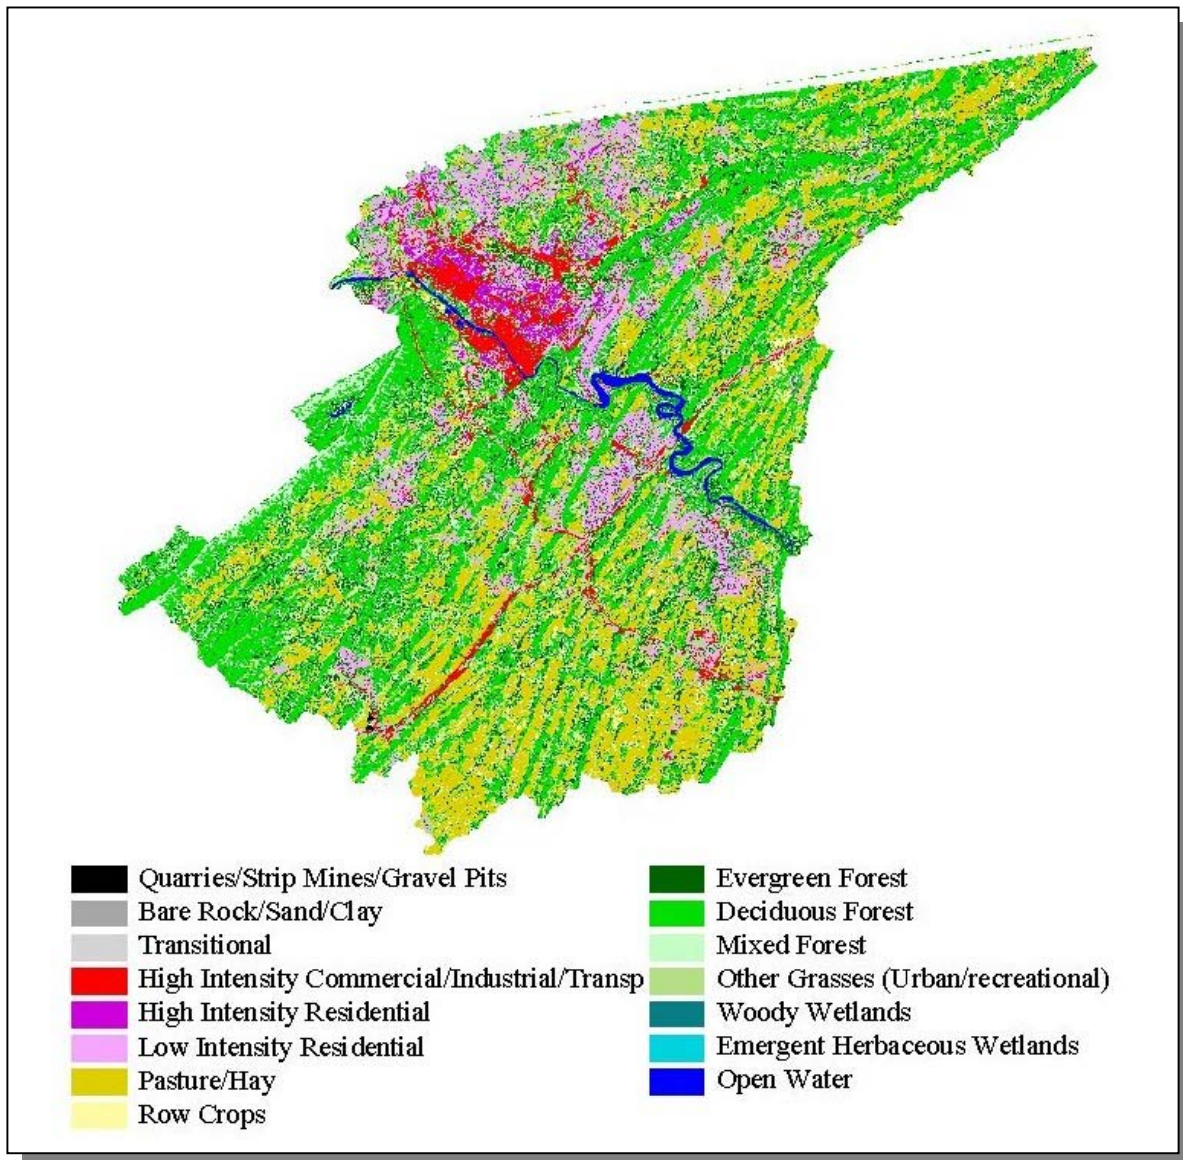 Quarries/Strip Mines/Gravel Pits
Bare Rock/Sand/Clay
Transitional
High Intensity Commercial/Industrial/Transp
High Intensity Residential
Low Intensity Residential
Pasture/Hay
Row Crops
Evergreen Forest
Deciduous Forest
Mixed Forest
Other Grasses (Urban/recreational)
Woody Wetlands
Emergent Herbaceous Wetlands
Open Water